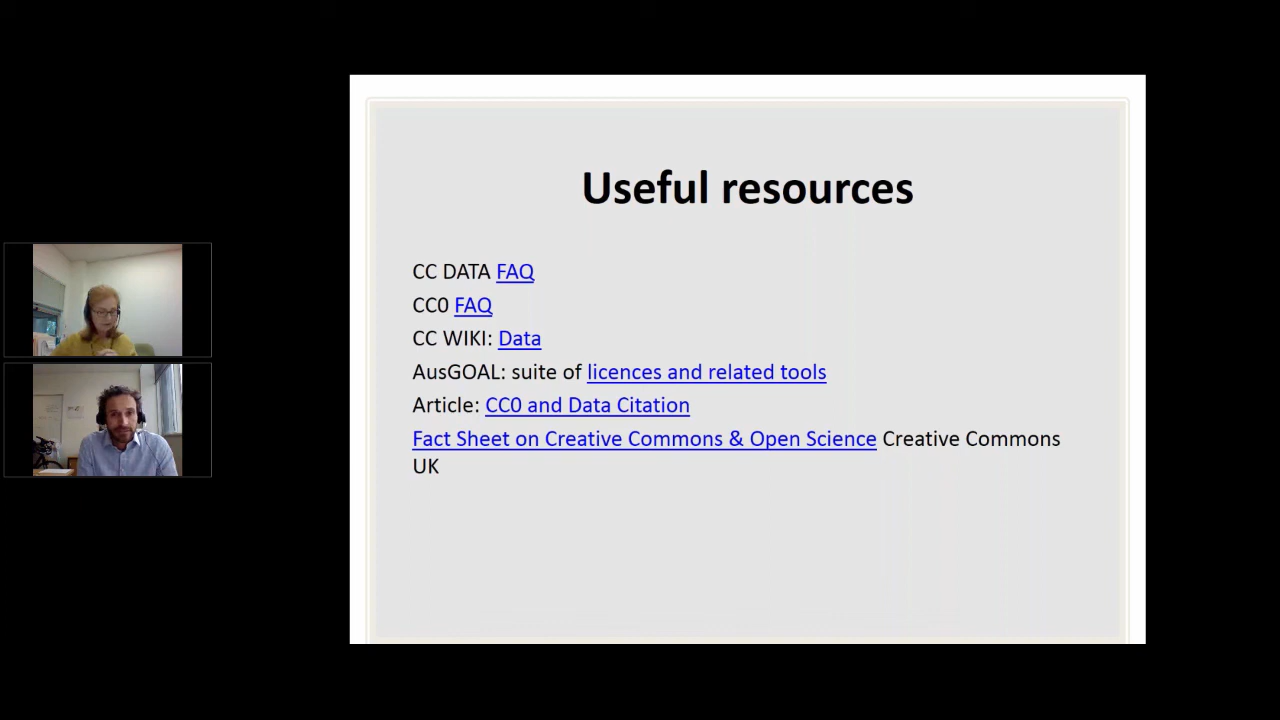 Useful resources
CC DATA FAQ
CC0 FAQ
CC WIKI: Data
AusGOAL: suite of licences and related tools
Article: CC0 and Data Citation
Fact Sheet on Creative Commons & Open Science Creative Commons
UK